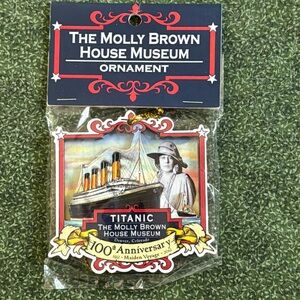 THE MOLLY BROWN
HOUSE MUSEUM
ORNAMENT
TITANIC
THE MOLLY BROWN
HOUSE MUSEUM
Denver, Colorado
100th Anniversary
Maiden Voyage